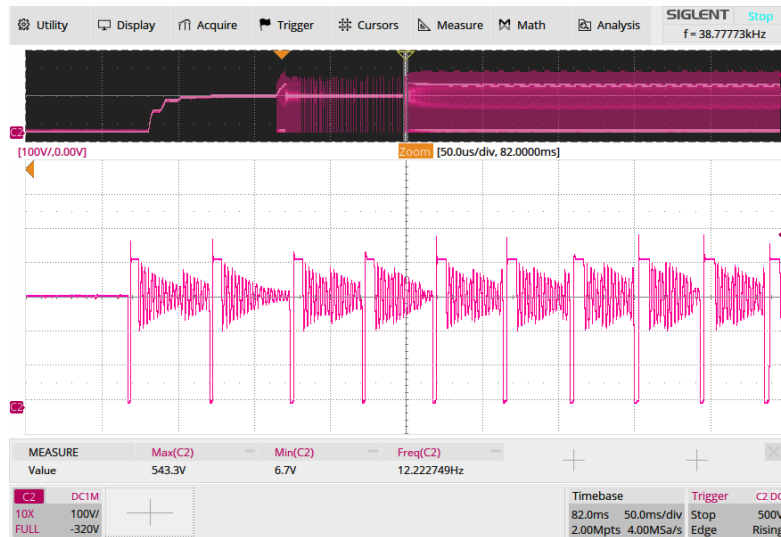 Utility Display Acquire Trigger Cursors Measure Math Analysis SIGLENT Stop
f = 38.77773kHz
C2
[100V/,0.00V] Zoom [50.0us/div, 82.0000ms]
C2
MEASURE Max(C2) Min(C2) Freq(C2)
Value 543.3V 6.7V 12.222749Hz
C2 DC1M Timebase Trigger C2 DC
10X 100V/ 82.0ms 50.0ms/div Stop 500V
FULL -320V 2.00Mpts 4.00MSa/s Edge Rising